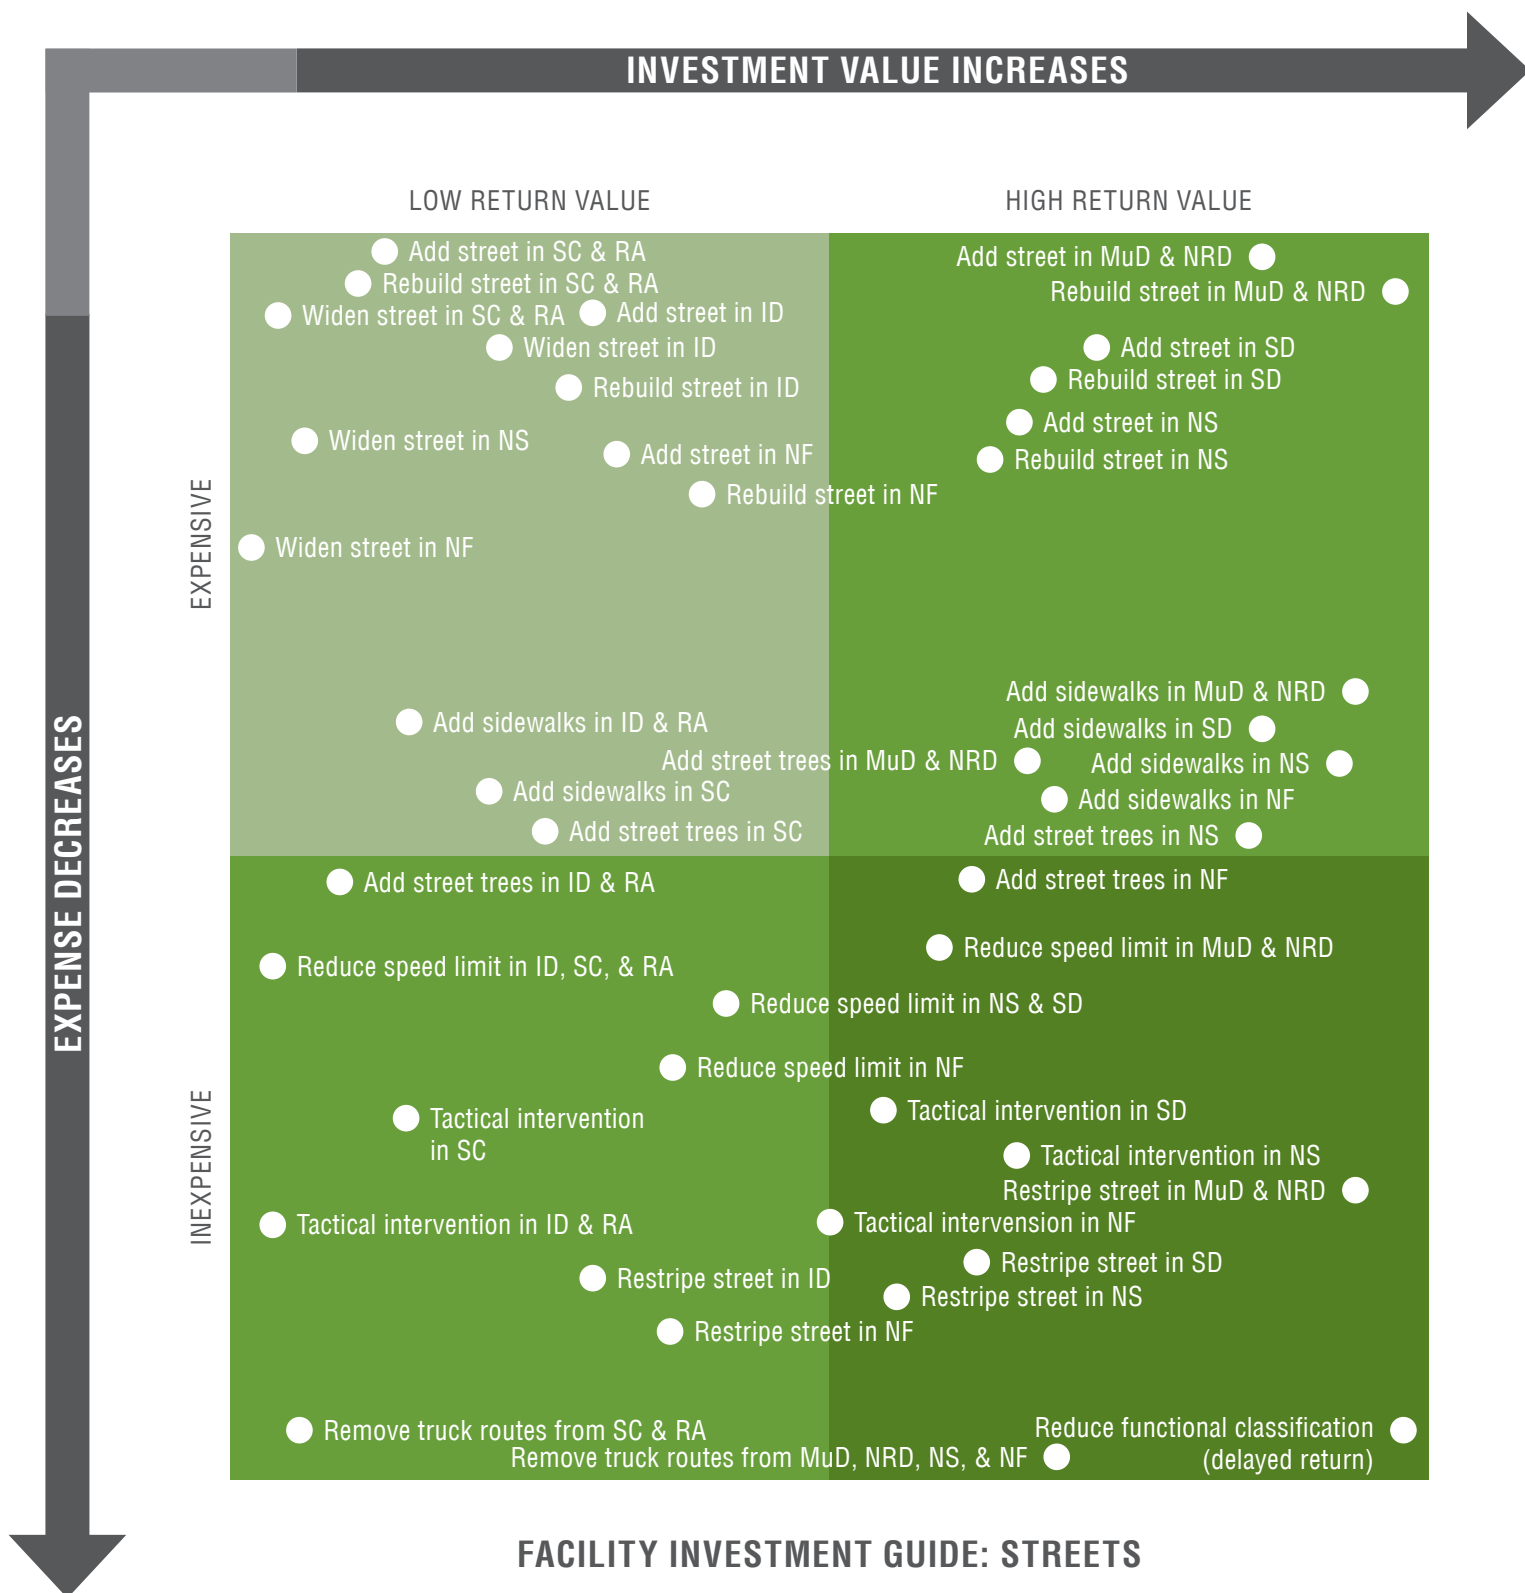 INVESTMENT VALUE INCREASES
LOW RETURN VALUE
HIGH RETURN VALUE
EXPENSE DECREASES
EXPENSIVE
INEXPENSIVE
Add street in SC & RA
Add street in MuD & NRD
Rebuild street in SC & RA
Rebuild street in MuD & NRD
Widen street in SC & RA
Add street in ID
Widen street in ID
Add street in SD
Rebuild street in ID
Rebuild street in SD
Widen street in NS
Add street in NS
Add street in NF
Rebuild street in NS
Rebuild street in NF
Widen street in NF
Add sidewalks in MuD & NRD
Add sidewalks in ID & RA
Add sidewalks in SD
Add street trees in MuD & NRD
Add sidewalks in NS
Add sidewalks in SC
Add sidewalks in NF
Add street trees in SC
Add street trees in NS
Add street trees in ID & RA
Add street trees in NF
Reduce speed limit in MuD & NRD
Reduce speed limit in ID, SC, & RA
Reduce speed limit in NS & SD
Reduce speed limit in NF
Tactical intervention
in SC
Tactical intervention in SD
Tactical intervention in NS
Restripe street in MuD & NRD
Tactical intervention in ID & RA
Tactical intervension in NF
Restripe street in SD
Restripe street in ID
Restripe street in NS
Restripe street in NF
Remove truck routes from SC & RA
Reduce functional classification
(delayed return)
Remove truck routes from MuD, NRD, NS, & NF
FACILITY INVESTMENT GUIDE: STREETS